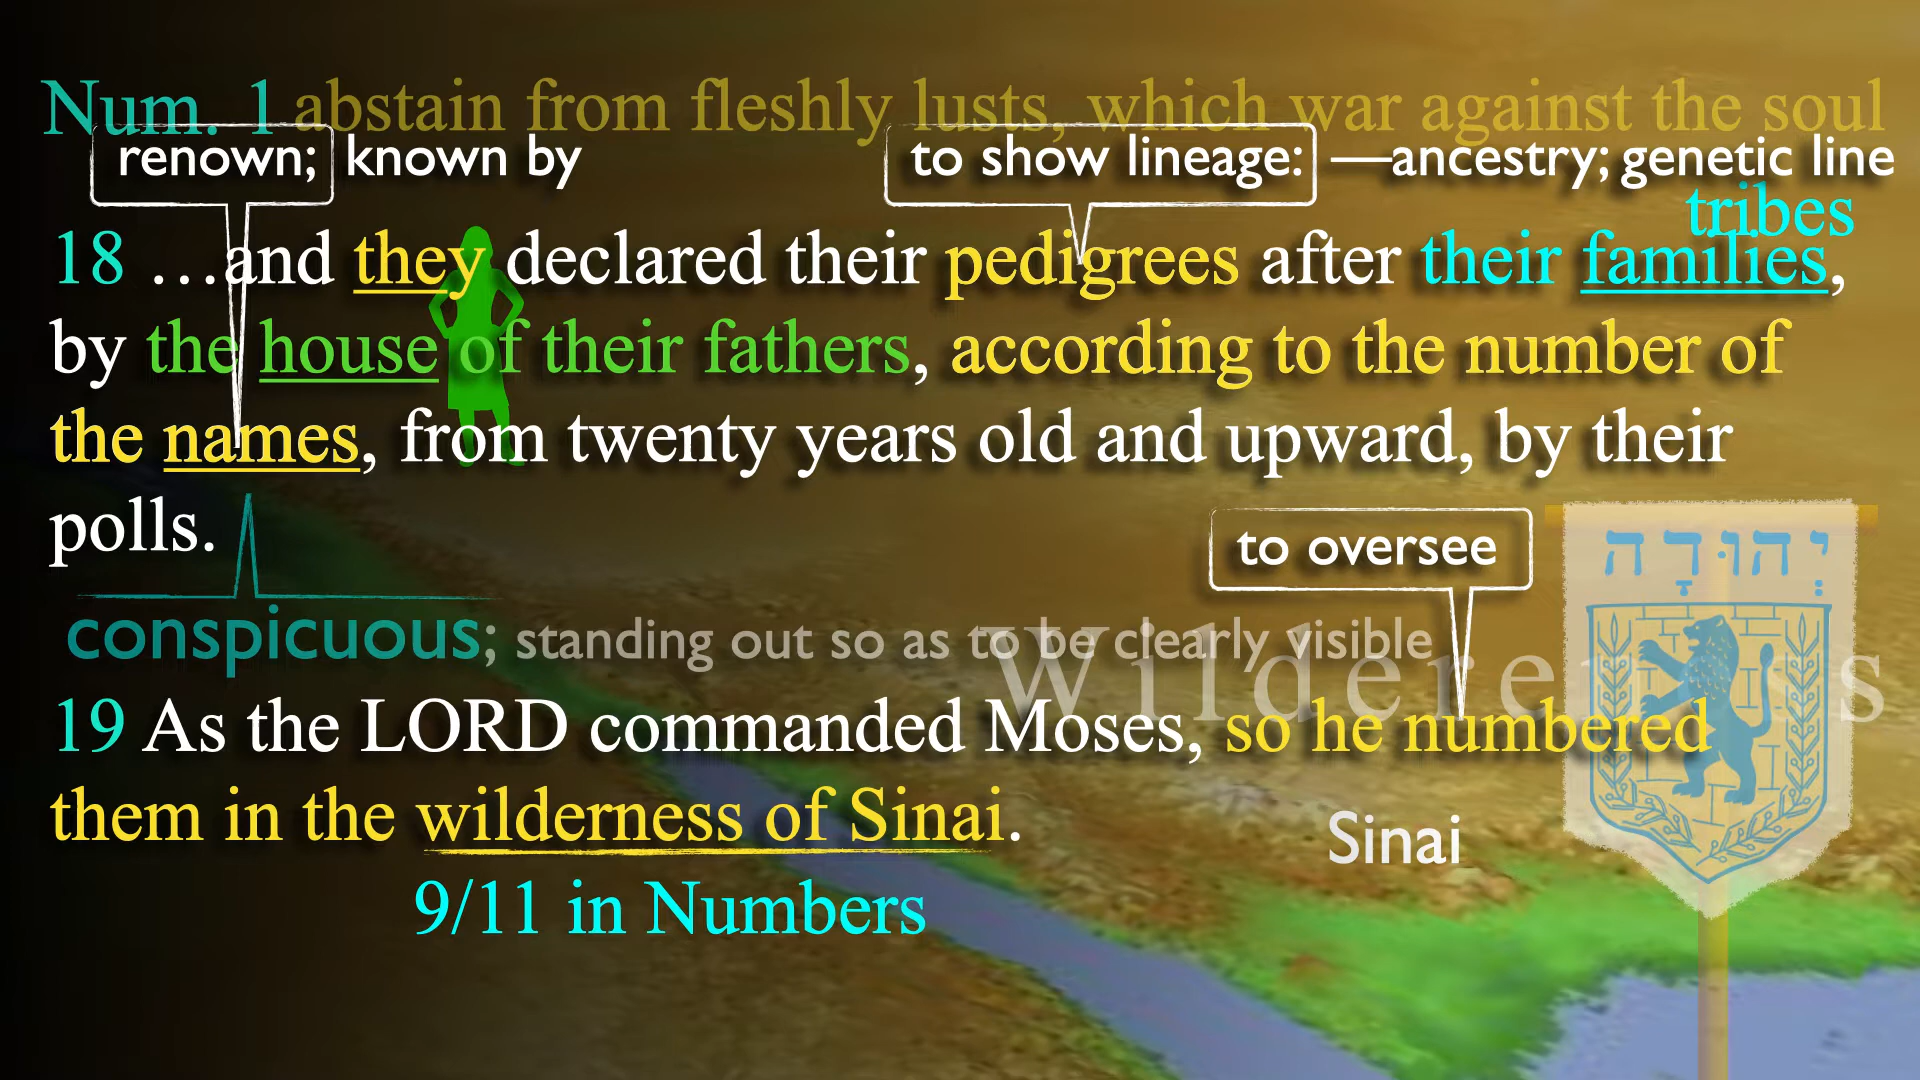 Num. 1 abstain from fleshly lusts, which war against the soul
renown; known by to show lineage: —ancestry; genetic line
tribes
18 …and they declared their pedigrees after their families,
by the house of their fathers, according to the number of
the names, from twenty years old and upward, by their
polls.
to oversee
יְהוּדָה
conspicuous; standing out so as to be clearly visible
Wilderness
19 As the LORD commanded Moses, so he numbered
them in the wilderness of Sinai.
Sinai
9/11 in Numbers